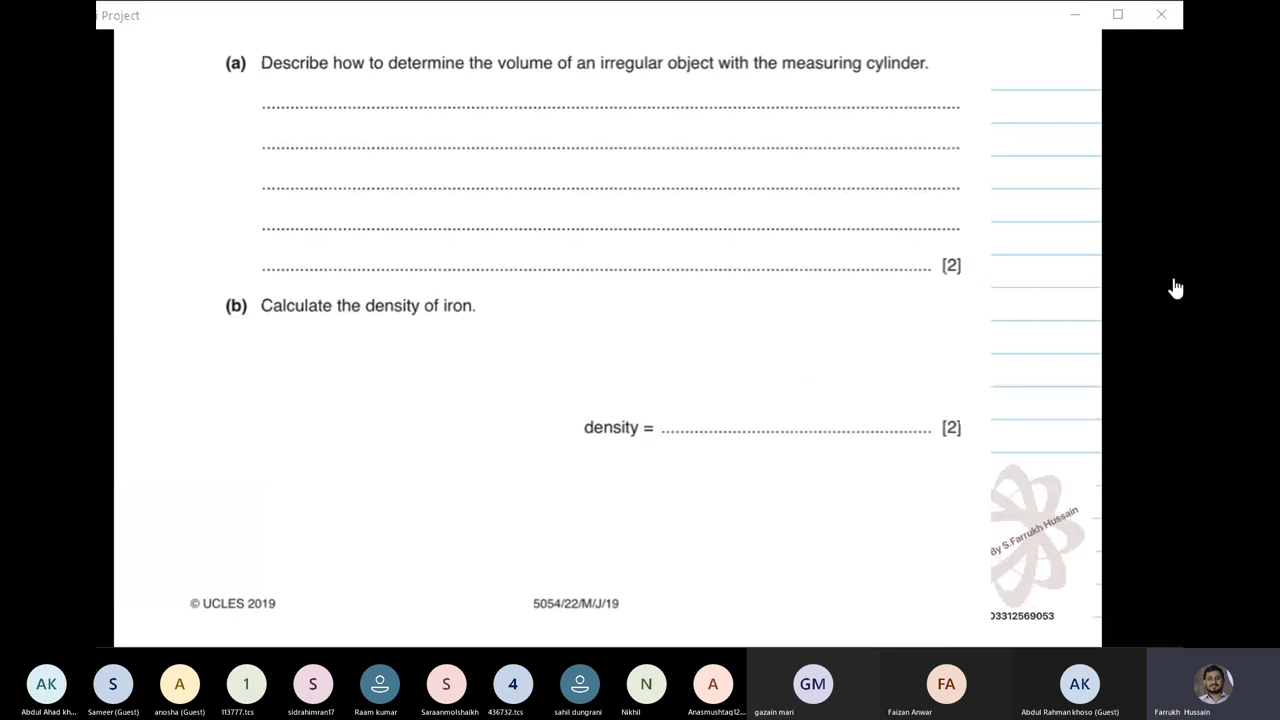 Project
(a) Describe how to determine the volume of an irregular object with the measuring cylinder.
[2]
(b) Calculate the density of iron.
density = ........................................................ [2]
By S.Farrukh Hussain
03312569053
© UCLES 2019
5054/22/M/J/19
AK
S
A
1
S
S
4
N
A
GM
FA
AK
Abdul Ahad kh...
Sameer (Guest)
anosha (Guest)
113777.tcs
sidrahimran17
Raam kumar
Saraanmolshaikh
436732.tcs
sahil dungrani
Nikhil
Anasmushtaq12...
gazain mari
Faizan Anwar
Abdul Rahman khoso (Guest)
Farrukh Hussain